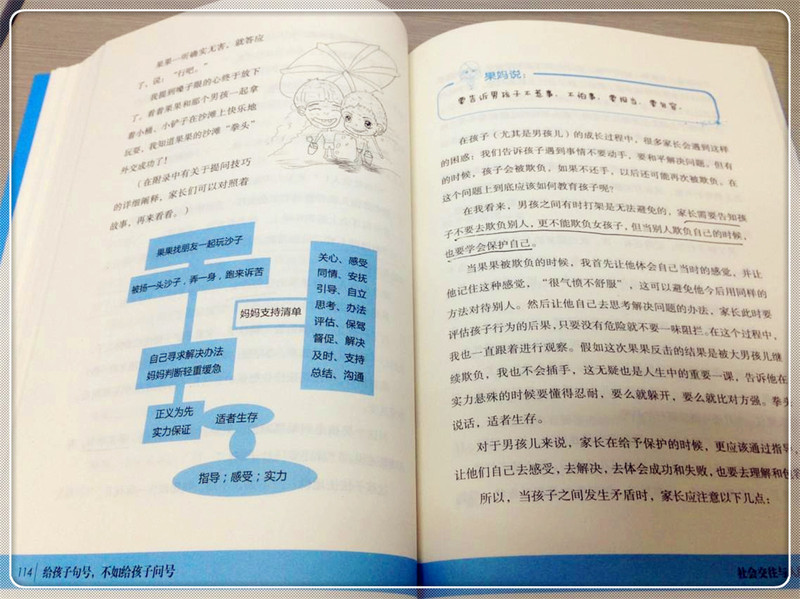 果果一听确实无害，就答应
了，说：“行吧。”
我提到嗓子眼的心终于放下
了，看着果果和那个男孩一起拿
着小桶、小铲子在沙滩上快乐地
玩耍，我知道果果的沙滩“拳头”
外交成功了！
（在附录中有关于提问技巧
的详细阐释，家长们可以对照着
故事，再来看看。）
果果找朋友一起玩沙子
被扬一头沙子，弄一身，跑来诉苦
妈妈支持清单
关心、感受
同情、安抚
引导、自立
思考、办法
评估、保驾
督促、解决
及时、支持
总结、沟通
自己寻求解决办法
妈妈判断轻重缓急
正义为先
实力保证
适者生存
指导；感受；实力
114 给孩子句号，不如给孩子问号
果妈说：
要告诉男孩子不惹事、不怕事、要担当、要包容。
在孩子（尤其是男孩儿）的成长过程中，很多家长会遇到这样
的困惑：我们告诉孩子遇到事情不要动手，要和平解决问题。但有
的时候，孩子会被欺负，如果不还手，以后还可能再次被欺负。在
这个问题上到底应该如何教育孩子呢？
在我看来，男孩之间有时打架是无法避免的，家长需要告知孩
子不要去欺负别人，更不能欺负女孩子，但当别人欺负自己的时候，
也要学会保护自己。
当果果被欺负的时候，我首先让他体会自己当时的感觉，并让
他记住这种感觉，“很气愤不舒服”，这可以避免他今后用同样的
方法对待别人。然后让他自己去思考解决问题的办法，家长此时要
评估孩子行为的后果，只要没有危险就不要一味阻拦。在这个过程中，
我也一直跟着进行观察。假如这次果果反击的结果是被大男孩儿继
续欺负，我也不会插手，这无疑也是人生中的重要一课，告诉他在
实力悬殊的时候要懂得忍耐，要么就躲开，要么就比对方强。拳头
说话，适者生存。
对于男孩儿来说，家长在给予保护的时候，更应该通过指导，
让他们自己去感受，去解决，去体会成功和失败，也要去理解和
所以，当孩子之间发生矛盾时，家长应注意以下几点：
社会交往与人